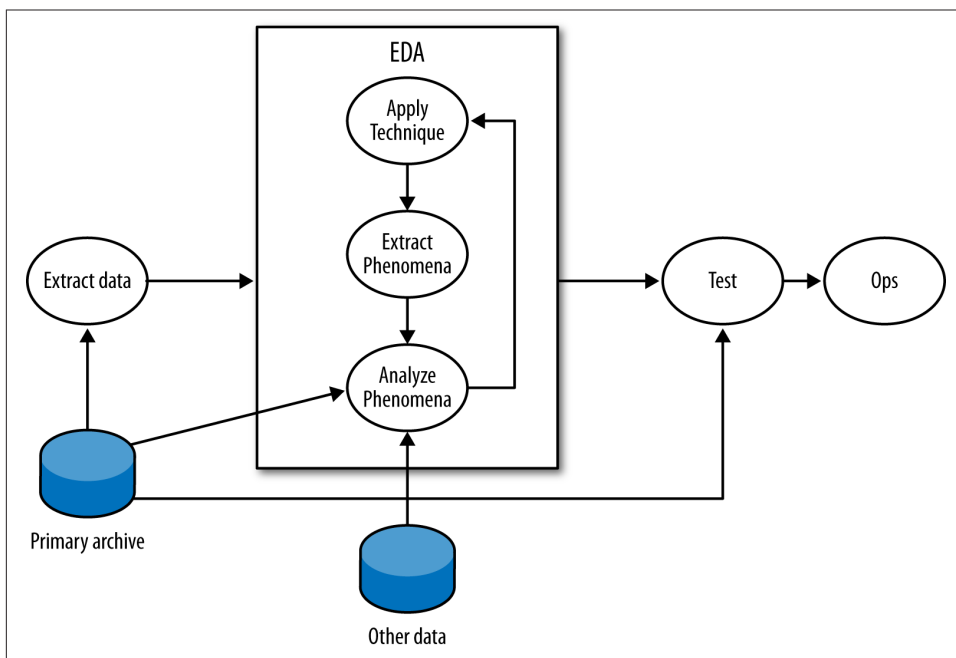 EDA
Apply
Technique
Extract
Phenomena
Extract data
Test
Ops
Analyze
Phenomena
Primary archive
Other data